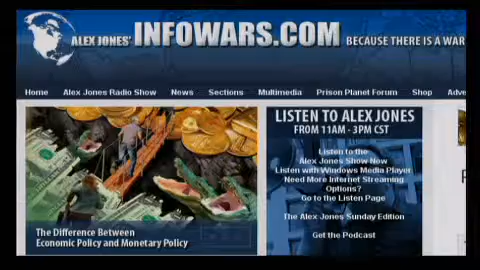 ALEX JONES' INFOWARS.COM BECAUSE THERE IS A WAR
Home Alex Jones Radio Show News Sections Multimedia Prison Planet Forum Shop Adve
LISTEN TO ALEX JONES
FROM 11AM - 3PM CST
Listen to the
Alex Jones Show Now
Listen with Windows Media Player
Need More Internet Streaming
Options?
Go to the Listen Page
The Alex Jones Sunday Edition
Get the Podcast
The Difference Between
Economic Policy and Monetary Policy